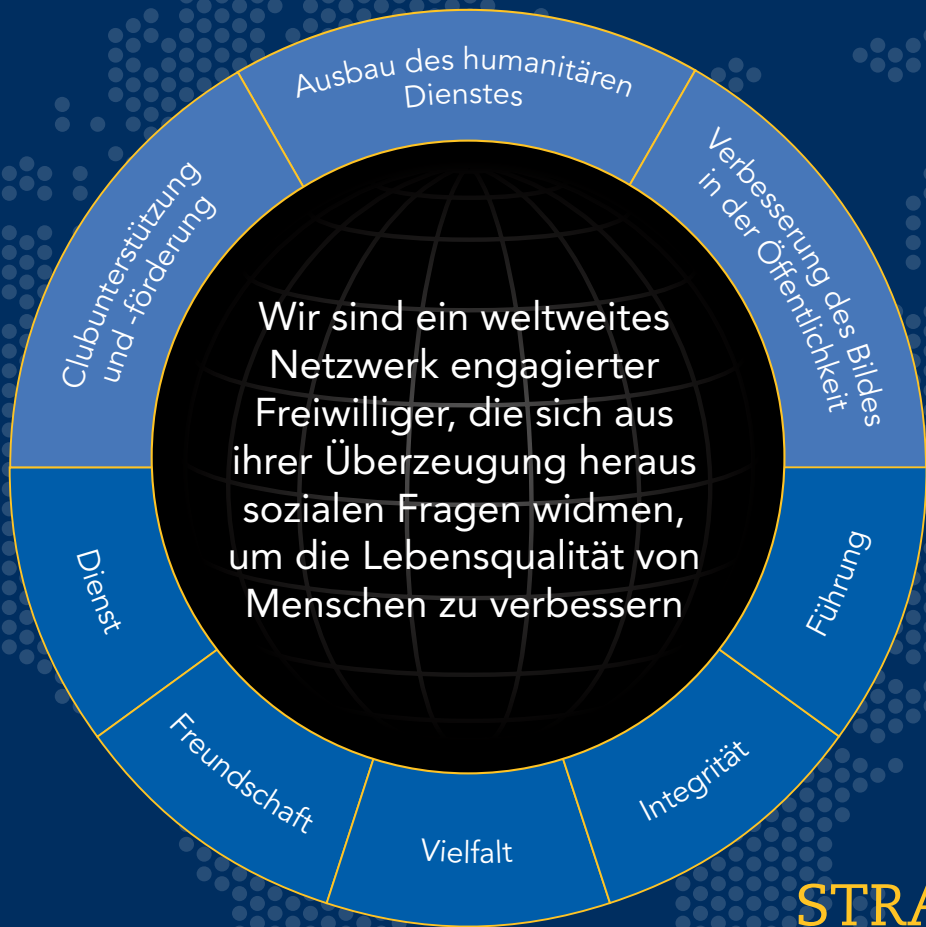 Ausbau des humanitären
Dienstes
Clubunterstützung
und -förderung
Verbesserung des Bildes
in der Öffentlichkeit
Wir sind ein weltweites
Netzwerk engagierter
Freiwilliger, die sich aus
ihrer Überzeugung heraus
sozialen Fragen widmen,
um die Lebensqualität von
Menschen zu verbessern
Dienst
Freundschaft
Vielfalt
Integrität
Führung